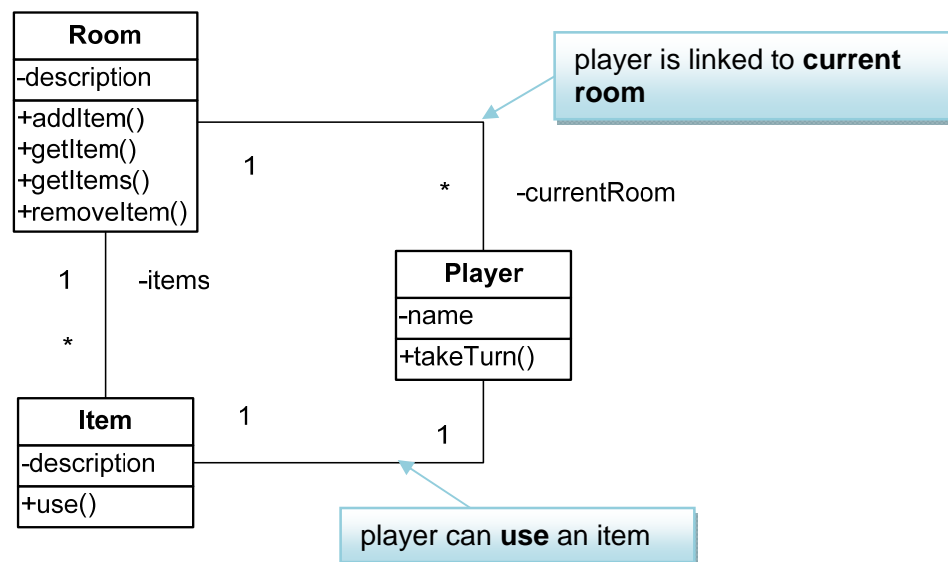 Room
-description
+addItem()
+getItem()
+getItems()
+removeItem()
player is linked to current
room
1
*
-currentRoom
1
-items
*
Player
-name
+takeTurn()
Item
-description
+use()
1
1
player can use an item